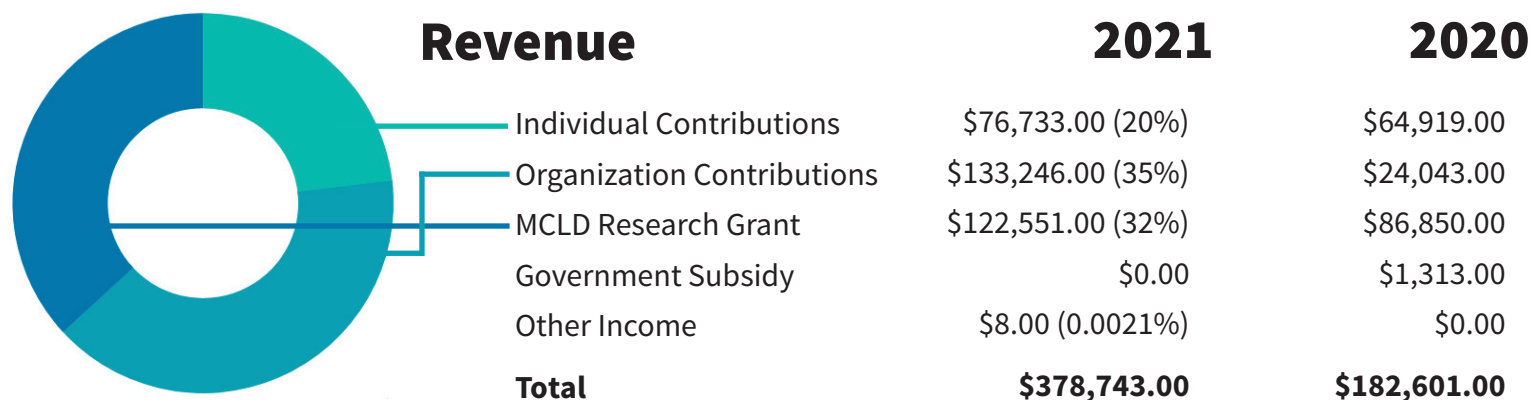 Revenue 2021 2020
Individual Contributions $76,733.00 (20%) $64,919.00
Organization Contributions $133,246.00 (35%) $24,043.00
MCLD Research Grant $122,551.00 (32%) $86,850.00
Government Subsidy $0.00 $1,313.00
Other Income $8.00 (0.0021%) $0.00
Total $378,743.00 $182,601.00